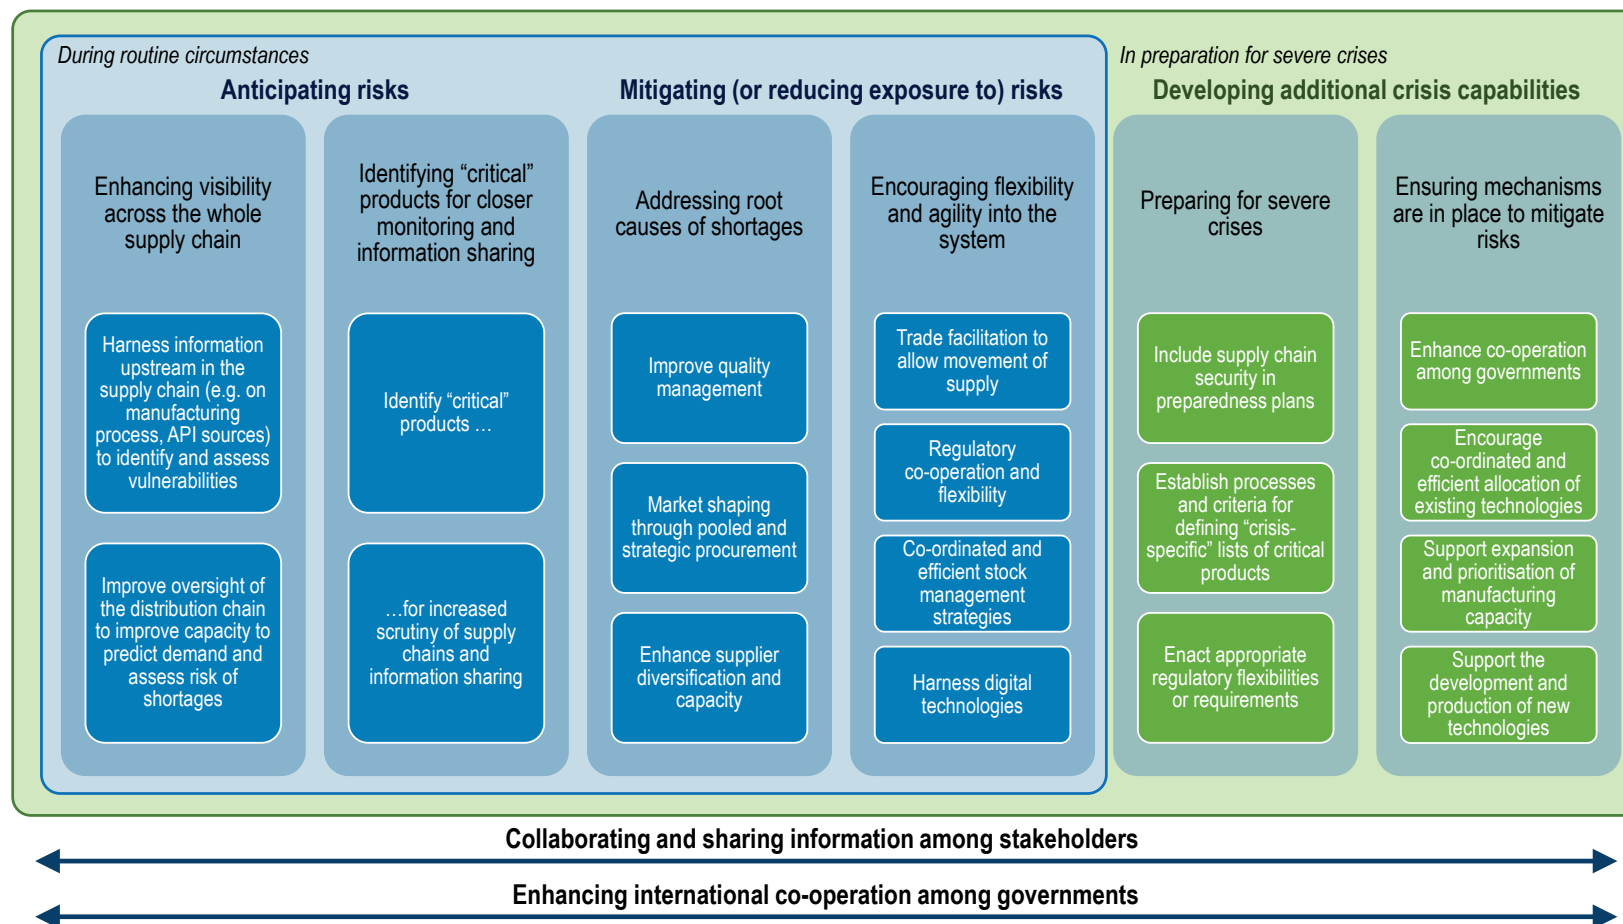 During routine circumstances
In preparation for severe crises
Anticipating risks
Mitigating (or reducing exposure to) risks
Developing additional crisis capabilities
Enhancing visibility
across the whole
supply chain
Harness information
upstream in the
supply chain (e.g. on
manufacturing
process, API sources)
to identify and assess
vulnerabilities
Improve oversight of
the distribution chain
to improve capacity to
predict demand and
assess risk of
shortages
Identifying “critical”
products for closer
monitoring and
information sharing
Identify “critical”
products …
…for increased
scrutiny of supply
chains and
information sharing
Addressing root
causes of shortages
Improve quality
management
Market shaping
through pooled and
strategic procurement
Enhance supplier
diversification and
capacity
Encouraging flexibility
and agility into the
system
Trade facilitation to
allow movement of
supply
Regulatory
co-operation and
flexibility
Co-ordinated and
efficient stock
management
strategies
Harness digital
technologies
Preparing for severe
crises
Include supply chain
security in
preparedness plans
Establish processes
and criteria for
defining “crisis-
specific” lists of critical
products
Enact appropriate
regulatory flexibilities
or requirements
Ensuring mechanisms
are in place to mitigate
risks
Enhance co-operation
among governments
Encourage
co-ordinated and
efficient allocation of
existing technologies
Support expansion
and prioritisation of
manufacturing
capacity
Support the
development and
production of new
technologies
Collaborating and sharing information among stakeholders
Enhancing international co-operation among governments